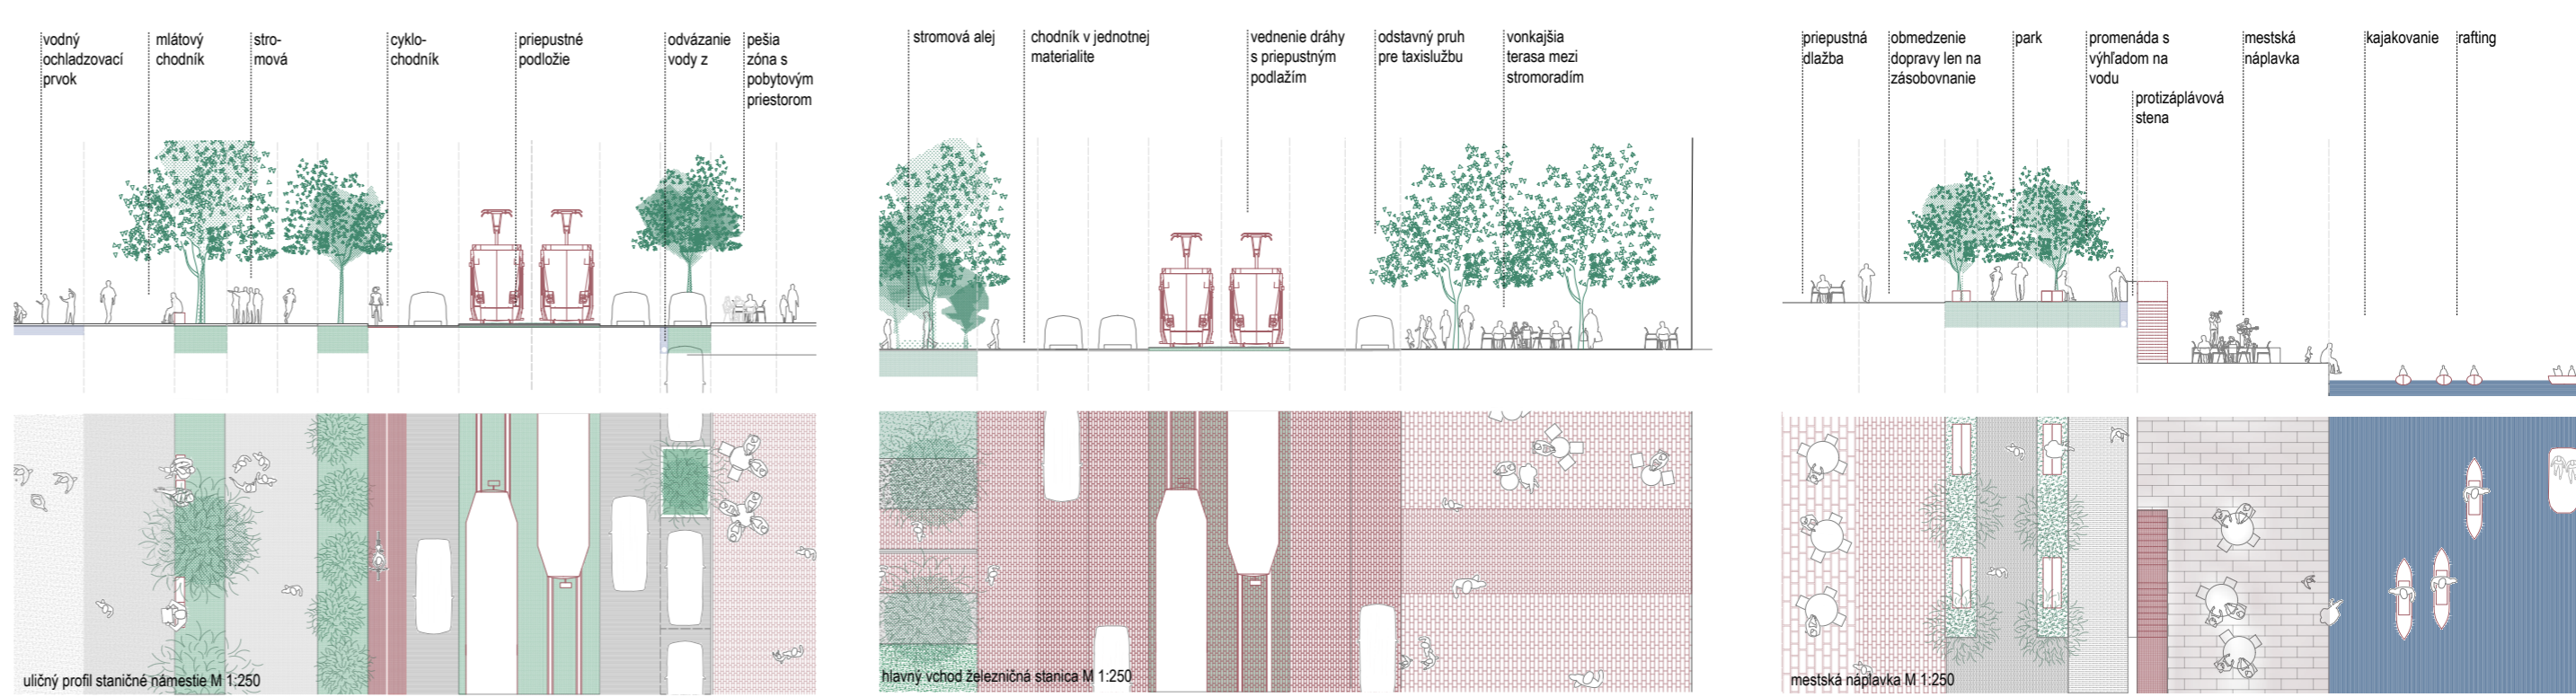 vodný
ochladzovací
prvok
mlátový
chodník
stro-
mová
cyklo-
chodník
priepustné
podložie
odvázanie
vody z
pešia
zóna s
pobytovým
priestorom
uličný profil staničné námestie M 1:250
stromová alej
chodník v jednotnej
materialite
vednenie dráhy
s priepustným
podlažím
odstavný pruh
pre taxislužbu
vonkajšia
terasa mezi
stromoradím
hlavný vchod železničná stanica M 1:250
priepustná
dlažba
obmedzenie
dopravy len na
zásobovnanie
park
promenáda s
výhľadom na
vodu
protizáplávová
stena
mestská
náplavka
kajakovanie
rafting
mestská náplavka M 1:250